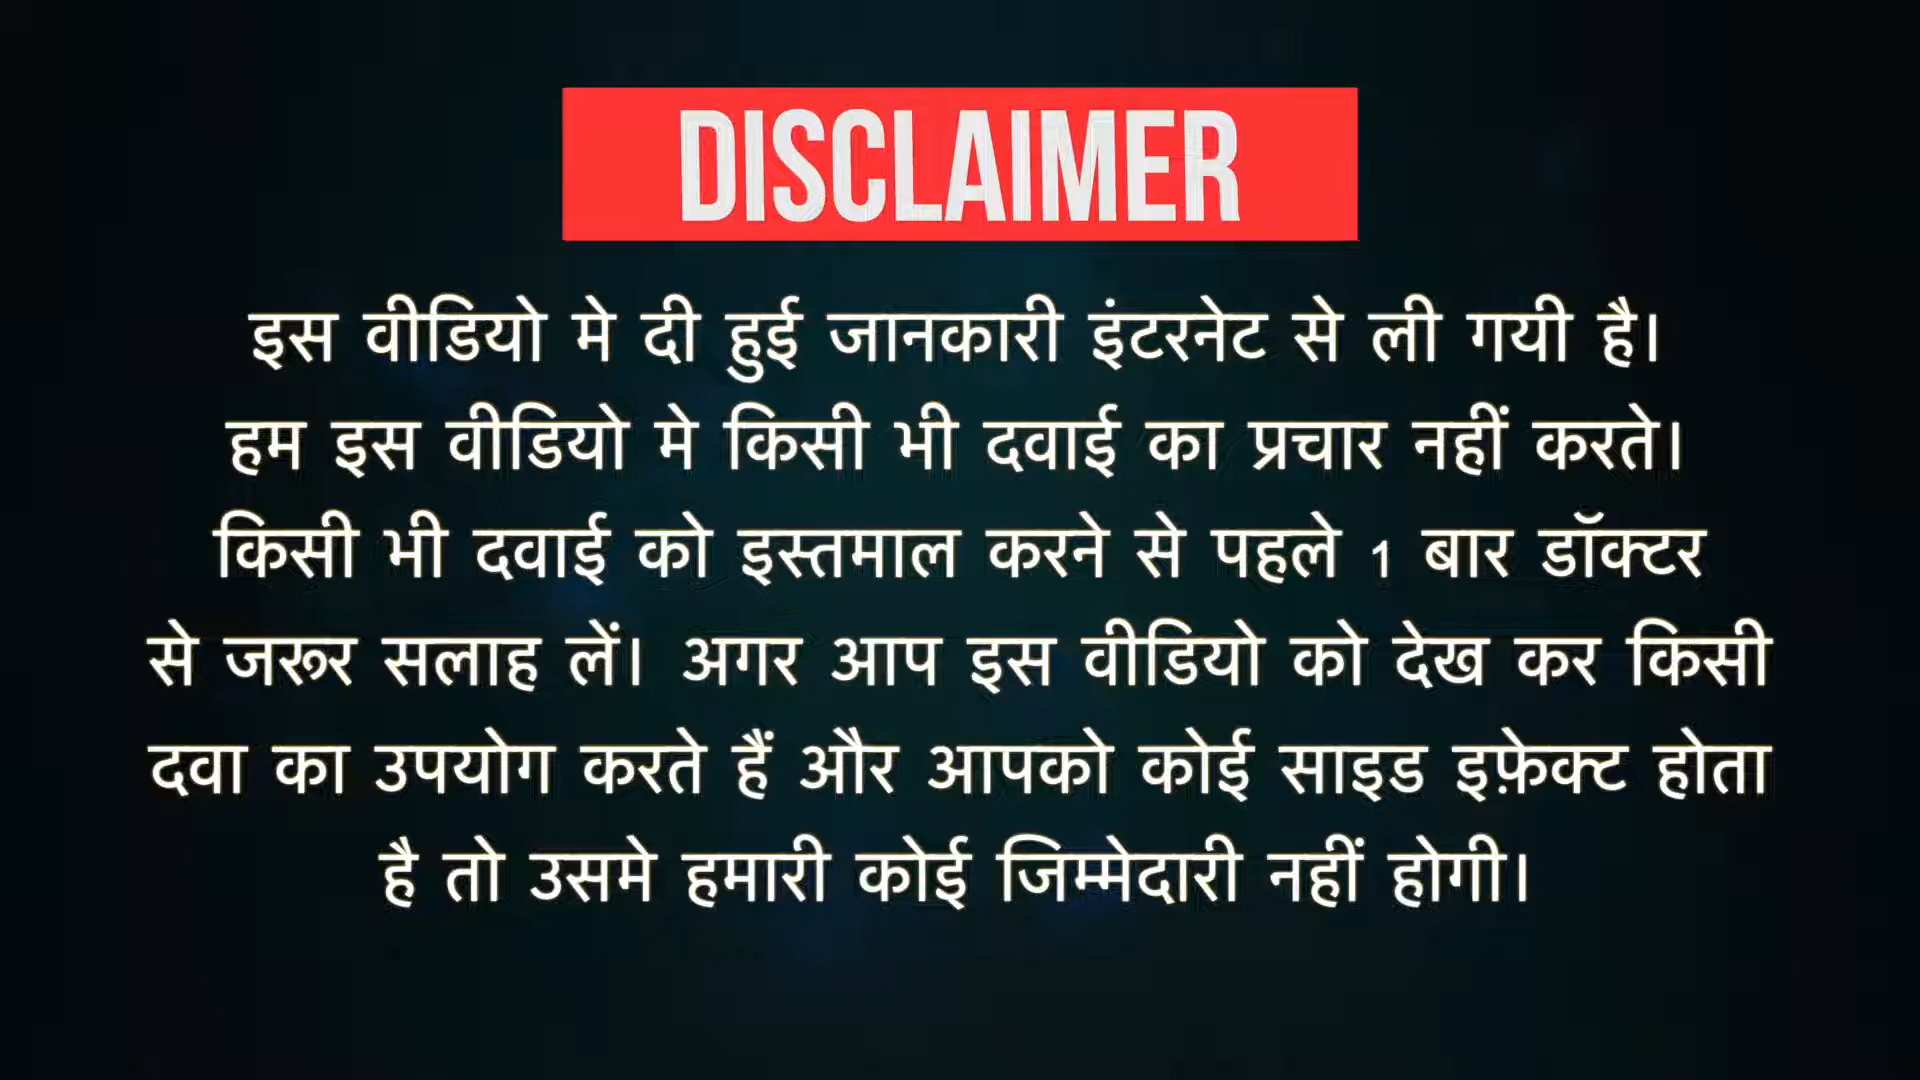 DISCLAIMER
इस वीडियो मे दी हुई जानकारी इंटरनेट से ली गयी है।
हम इस वीडियो मे किसी भी दवाई का प्रचार नहीं करते।
किसी भी दवाई को इस्तमाल करने से पहले 1 बार डॉक्टर
से जरूर सलाह लें। अगर आप इस वीडियो को देख कर किसी
दवा का उपयोग करते हैं और आपको कोई साइड इफ़ेक्ट होता
है तो उसमे हमारी कोई जिम्मेदारी नहीं होगी।